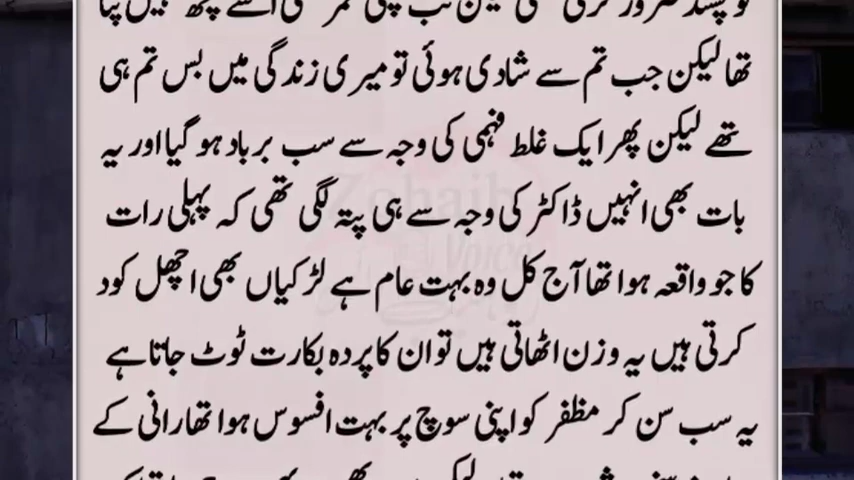 تھا لیکن جب تم سے شادی ہوئی تو میری زندگی میں بس تم ہی
تھے لیکن پھر ایک غلط فہمی کی وجہ سے سب برباد ہو گیا اور یہ
بات بھی انہیں ڈاکٹر کی وجہ سے ہی پتہ لگی تھی کہ پہلی رات
کا جو واقعہ ہوا تھا آج کل وہ بہت عام ہے لڑکیاں بھی اچھل کود
کرتی ہیں یہ وزن اٹھاتی ہیں تو ان کا پردہ بکارت ٹوٹ جاتا ہے
یہ سب سن کر مظفر کو اپنی سوچ پر بہت افسوس ہوا تھا رانی کے
Zohaib
Voice